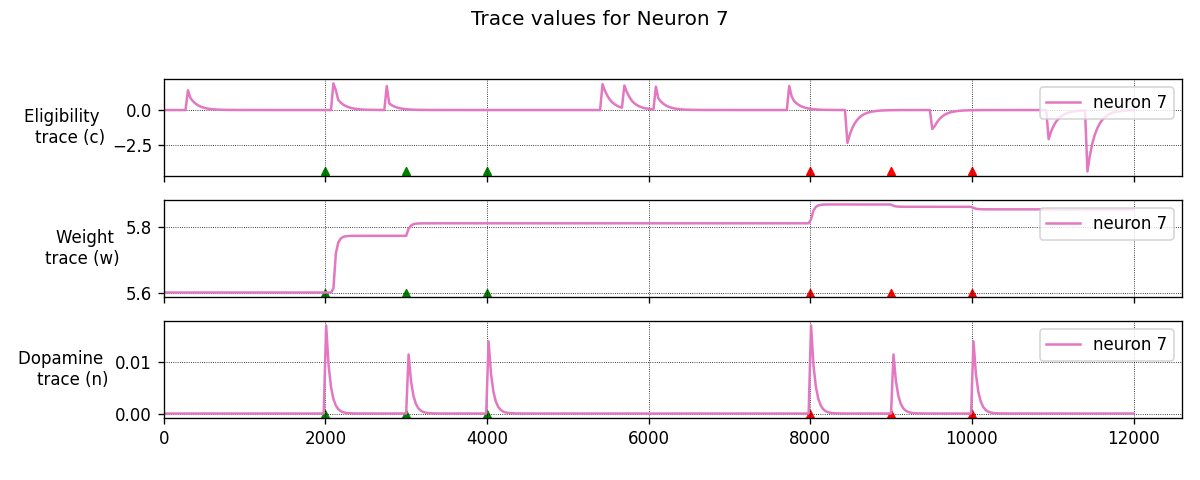 Trace values for Neuron 7
Eligibility
trace (c)
0.0
−2.5
neuron 7
Weight
trace (w)
5.8
5.6
neuron 7
Dopamine
trace (n)
0.01
0.00
neuron 7
0 2000 4000 6000 8000 10000 12000